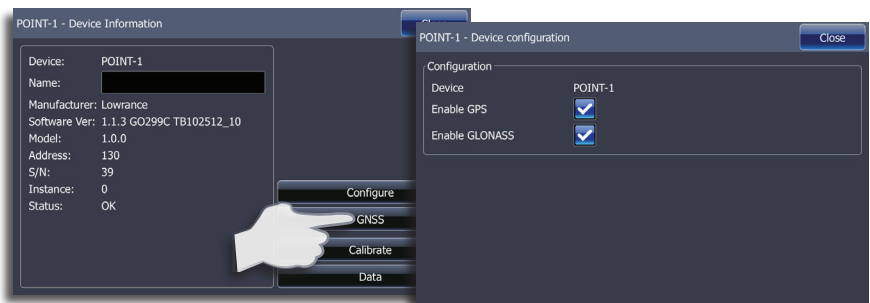 POINT-1 - Device Information
Device: POINT-1
Name:
Manufacturer: Lowrance
Software Ver: 1.1.3 GO299C TB102512_10
Model: 1.0.0
Address: 130
S/N: 39
Instance: 0
Status: OK
Configure
GNSS
Calibrate
Data
POINT-1 - Device configuration
Close
Configuration
Device POINT-1
Enable GPS
Enable GLONASS